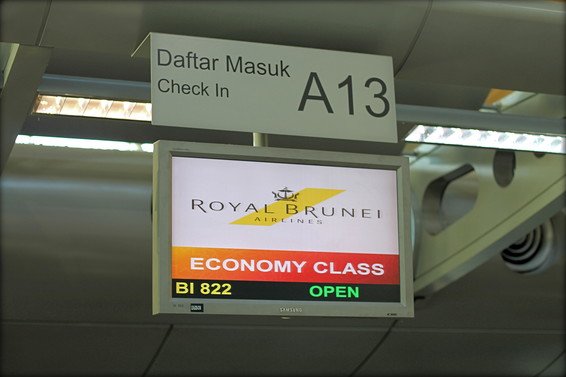 Daftar Masuk
Check In
A13
ROYAL BRUNEI
AIRLINES
ECONOMY CLASS
BI 822 OPEN
SAMSUNG